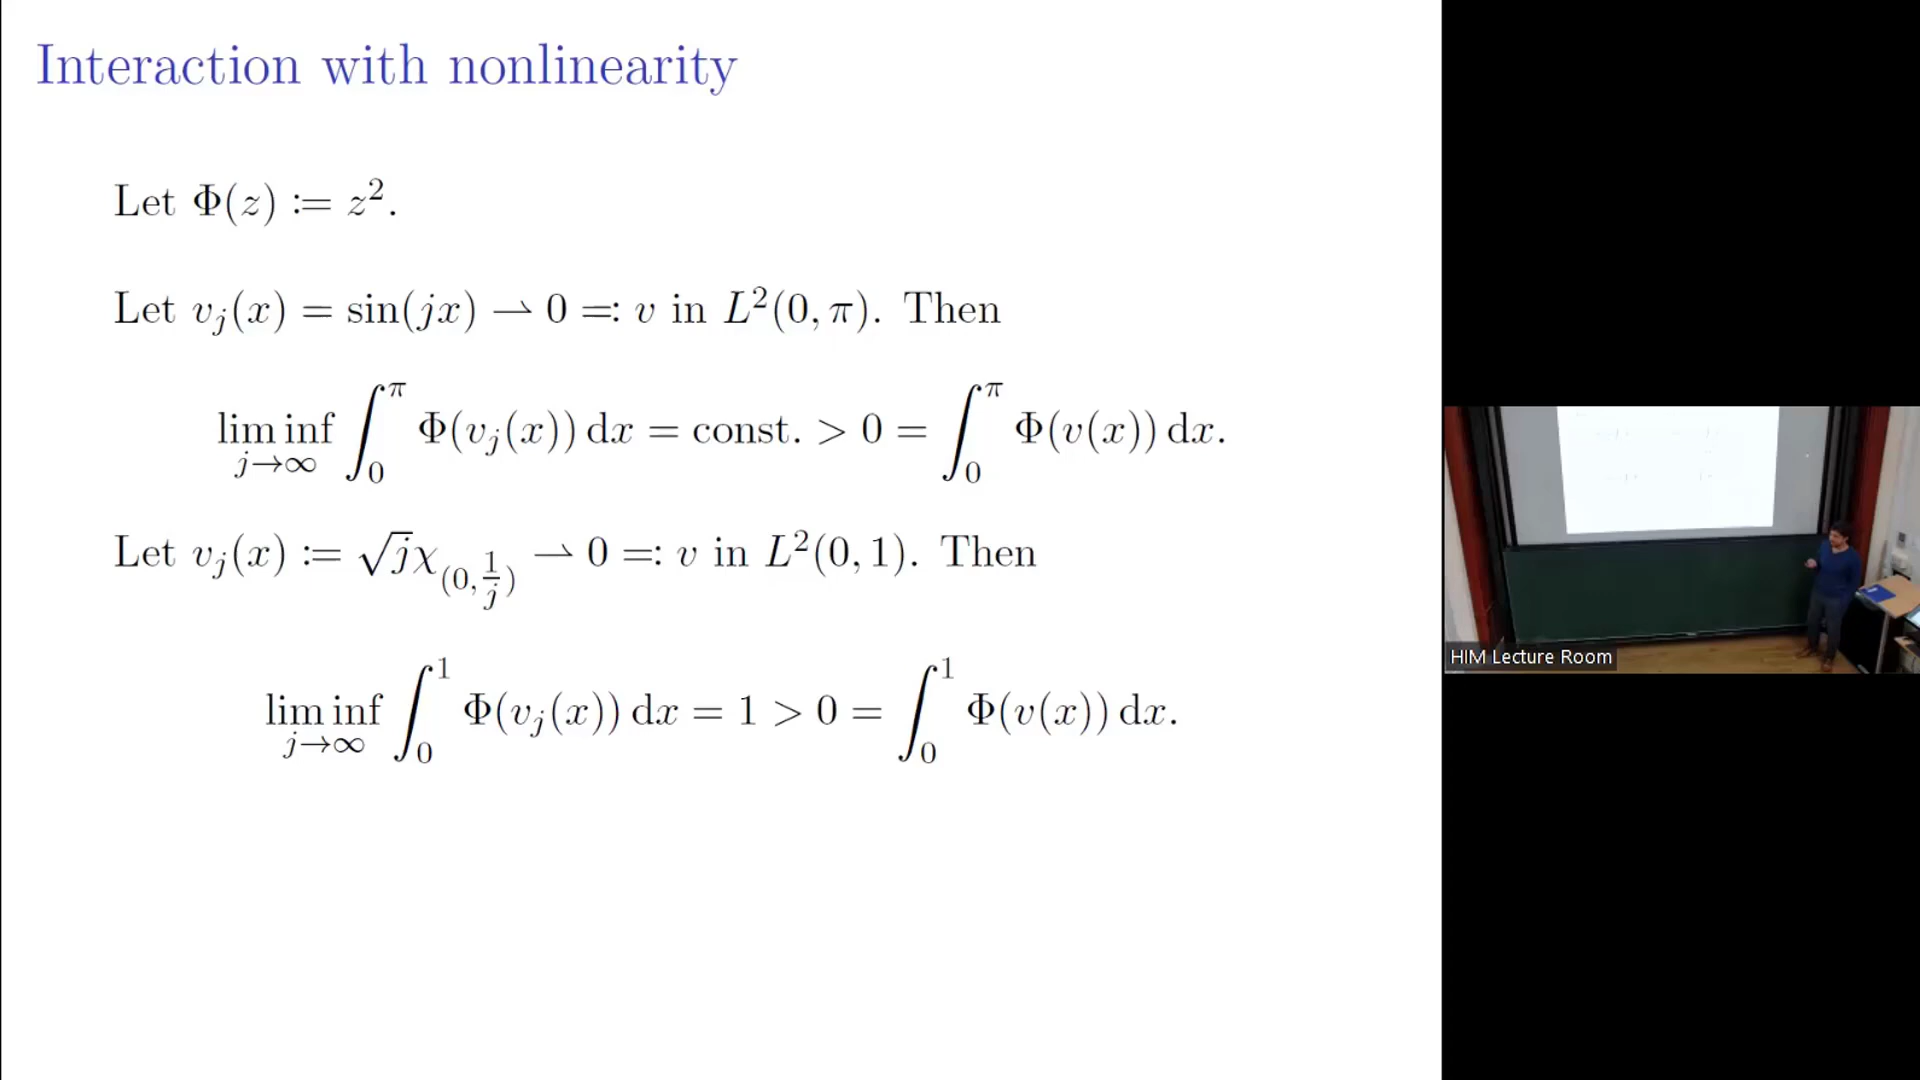 Interaction with nonlinearity
Let Φ(z) := z².
Let v_j(x) = sin(jx) ⇀ 0 =: v in L²(0, π). Then
lim inf_{j→∞} ∫_0^π Φ(v_j(x)) dx = const. > 0 = ∫_0^π Φ(v(x)) dx.
Let v_j(x) := √j χ_{(0, 1/j)} ⇀ 0 =: v in L²(0, 1). Then
lim inf_{j→∞} ∫_0^1 Φ(v_j(x)) dx = 1 > 0 = ∫_0^1 Φ(v(x)) dx.
HIM Lecture Room